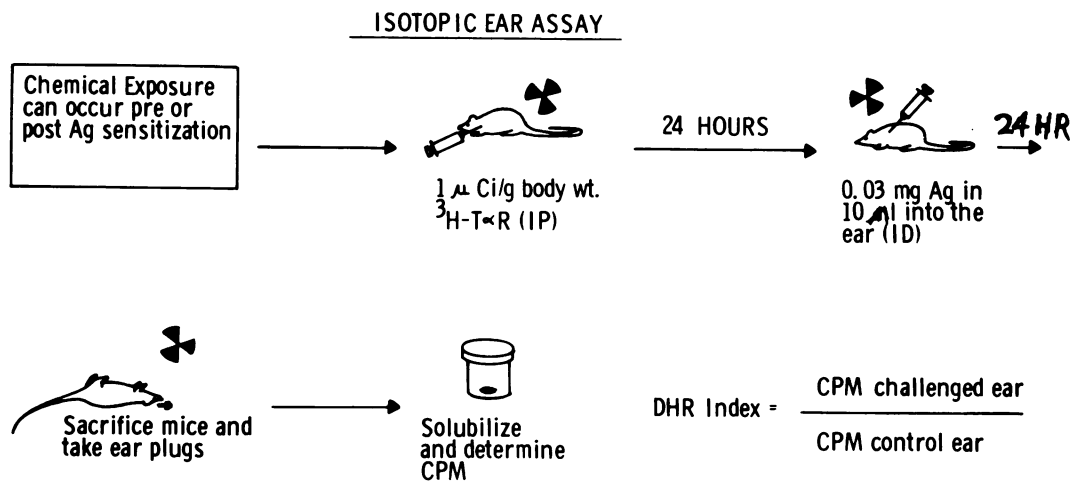 ISOTOPIC EAR ASSAY
Chemical Exposure
can occur pre or
post Ag sensitization
1 μ Ci/g body wt.
³H-T∝R (IP)
24 HOURS
0.03 mg Ag in
10 μl into the
ear (ID)
24 HR
Sacrifice mice and
take ear plugs
Solubilize
and determine
CPM
DHR Index = CPM challenged ear
CPM control ear